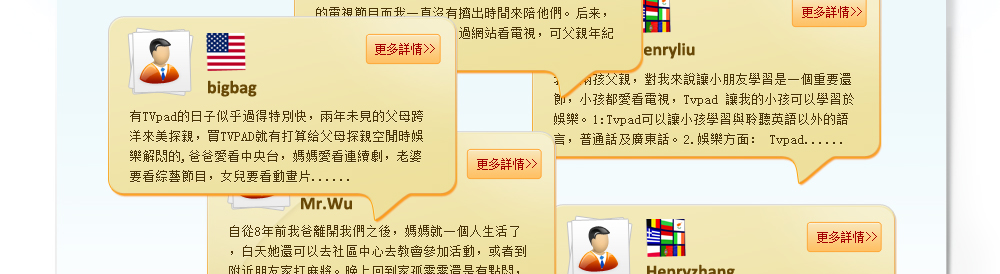 的電視節目而我一直沒有擠出時間來陪他們。后来，
過網站看電視，可父親年紀
更多詳情>>
bigbag
有TVpad的日子似乎過得特別快，兩年未見的父母跨
洋來美探親，買TVPAD就有打算給父母探親空閒時娛
樂解悶的，爸爸愛看中央台，媽媽愛看連續劇，老婆
要看綜藝節目，女兒要看動畫片......
更多詳情>>
enryliu
兩孩父親，對我來說讓小朋友學習是一個重要還
節，小孩都愛看電視，Tvpad 讓我的小孩可以學習於
娛樂。1:Tvpad可以讓小孩學習與聆聽英語以外的語
言，普通話及廣東話。2.娛樂方面： Tvpad......
更多詳情>>
Mr.Wu
自從8年前我爸離開我們之後，媽媽就一個人生活了
，白天她還可以去社區中心去教會參加活動，或者到
附近朋友家打麻將。晚上回到家孤零零還是有點悶，
更多詳情>>
Henryzhang